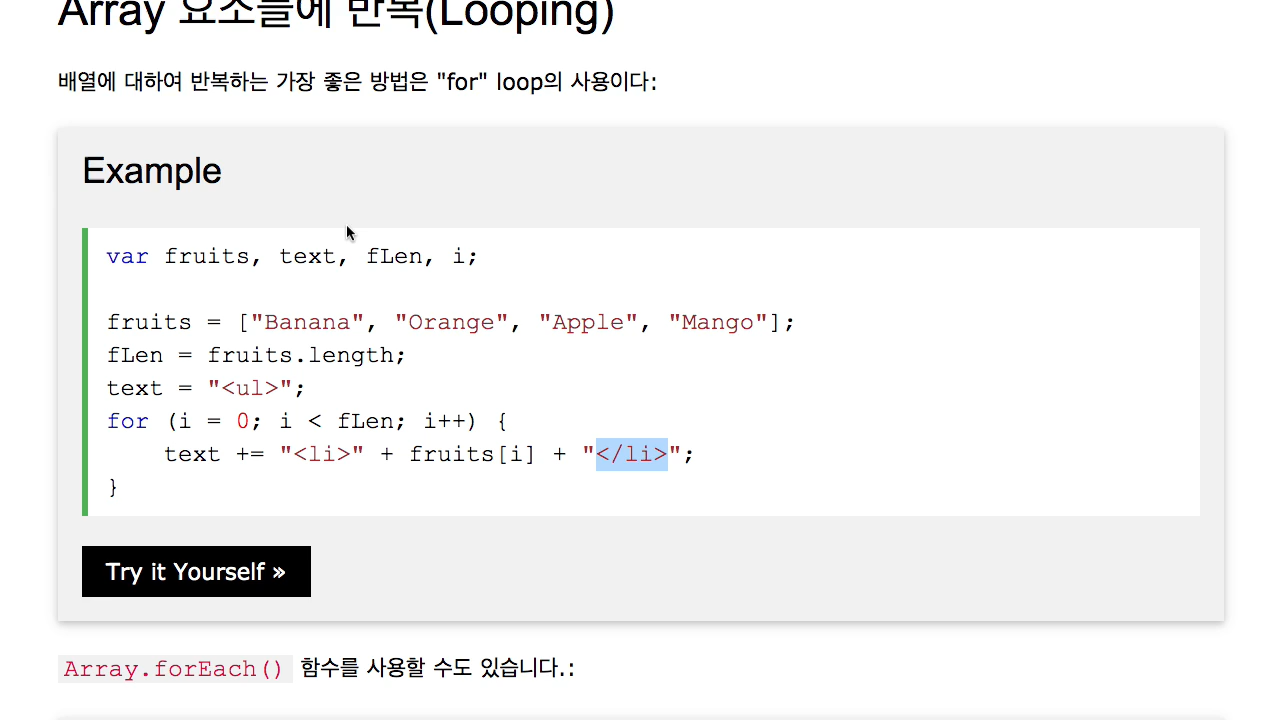 Array 요소들에 반복(Looping)
배열에 대하여 반복하는 가장 좋은 방법은 "for" loop의 사용이다:
Example
var fruits, text, fLen, i;
fruits = ["Banana", "Orange", "Apple", "Mango"];
fLen = fruits.length;
text = "<ul>";
for (i = 0; i < fLen; i++) {
    text += "<li>" + fruits[i] + "</li>";
}
Try it Yourself »
Array.forEach() 함수를 사용할 수도 있습니다.: